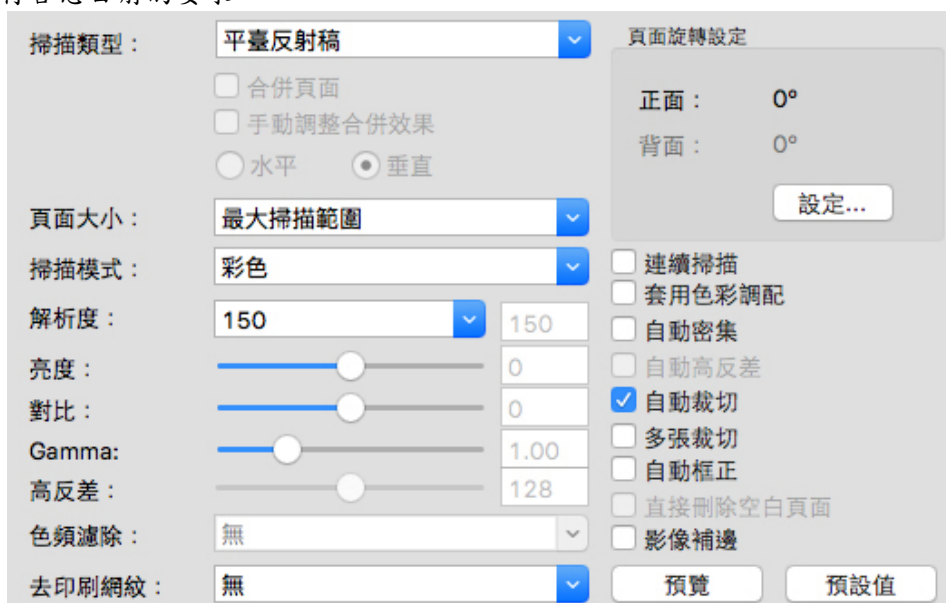 掃描類型：
平臺反射稿
合併頁面
手動調整合併效果
水平
垂直
頁面大小：
最大掃描範圍
掃描模式：
彩色
解析度：
150
150
亮度：
0
對比：
0
Gamma:
1.00
高反差：
128
色頻濾除：
無
去印刷網紋：
無
頁面旋轉設定
正面：
0°
背面：
0°
設定...
連續掃描
套用色彩調配
自動密集
自動高反差
自動裁切
多張裁切
自動框正
直接刪除空白頁面
影像補邊
預覽
預設值